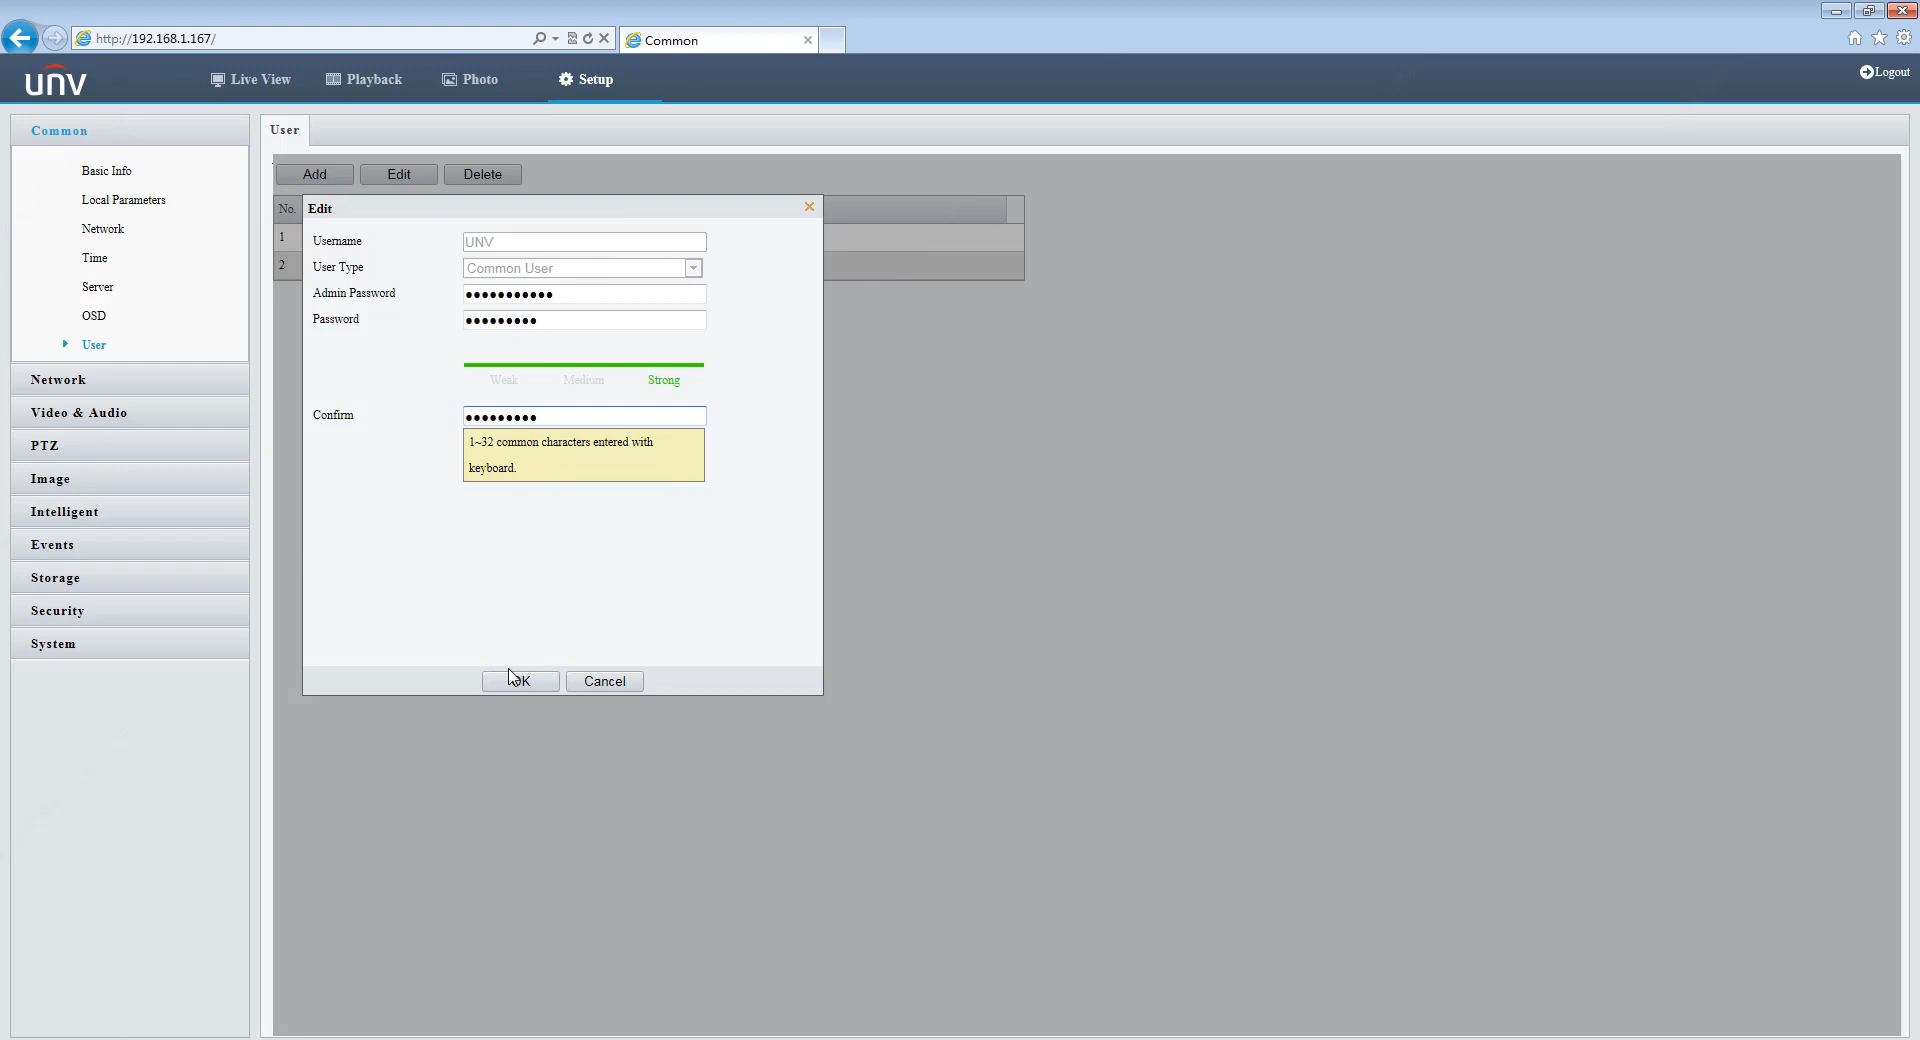 http://192.168.1.167/
Common
unv
Live View
Playback
Photo
Setup
Logout
Common
Basic Info
Local Parameters
Network
Time
Server
OSD
User
Network
Video & Audio
PTZ
Image
Intelligent
Events
Storage
Security
System
User
Add
Edit
Delete
No.
1
2
Edit
Username
UNV
User Type
Common User
Admin Password
●●●●●●●●●●●
Password
●●●●●●●●●
Weak
Medium
Strong
Confirm
●●●●●●●●●
1~32 common characters entered with
keyboard.
OK
Cancel